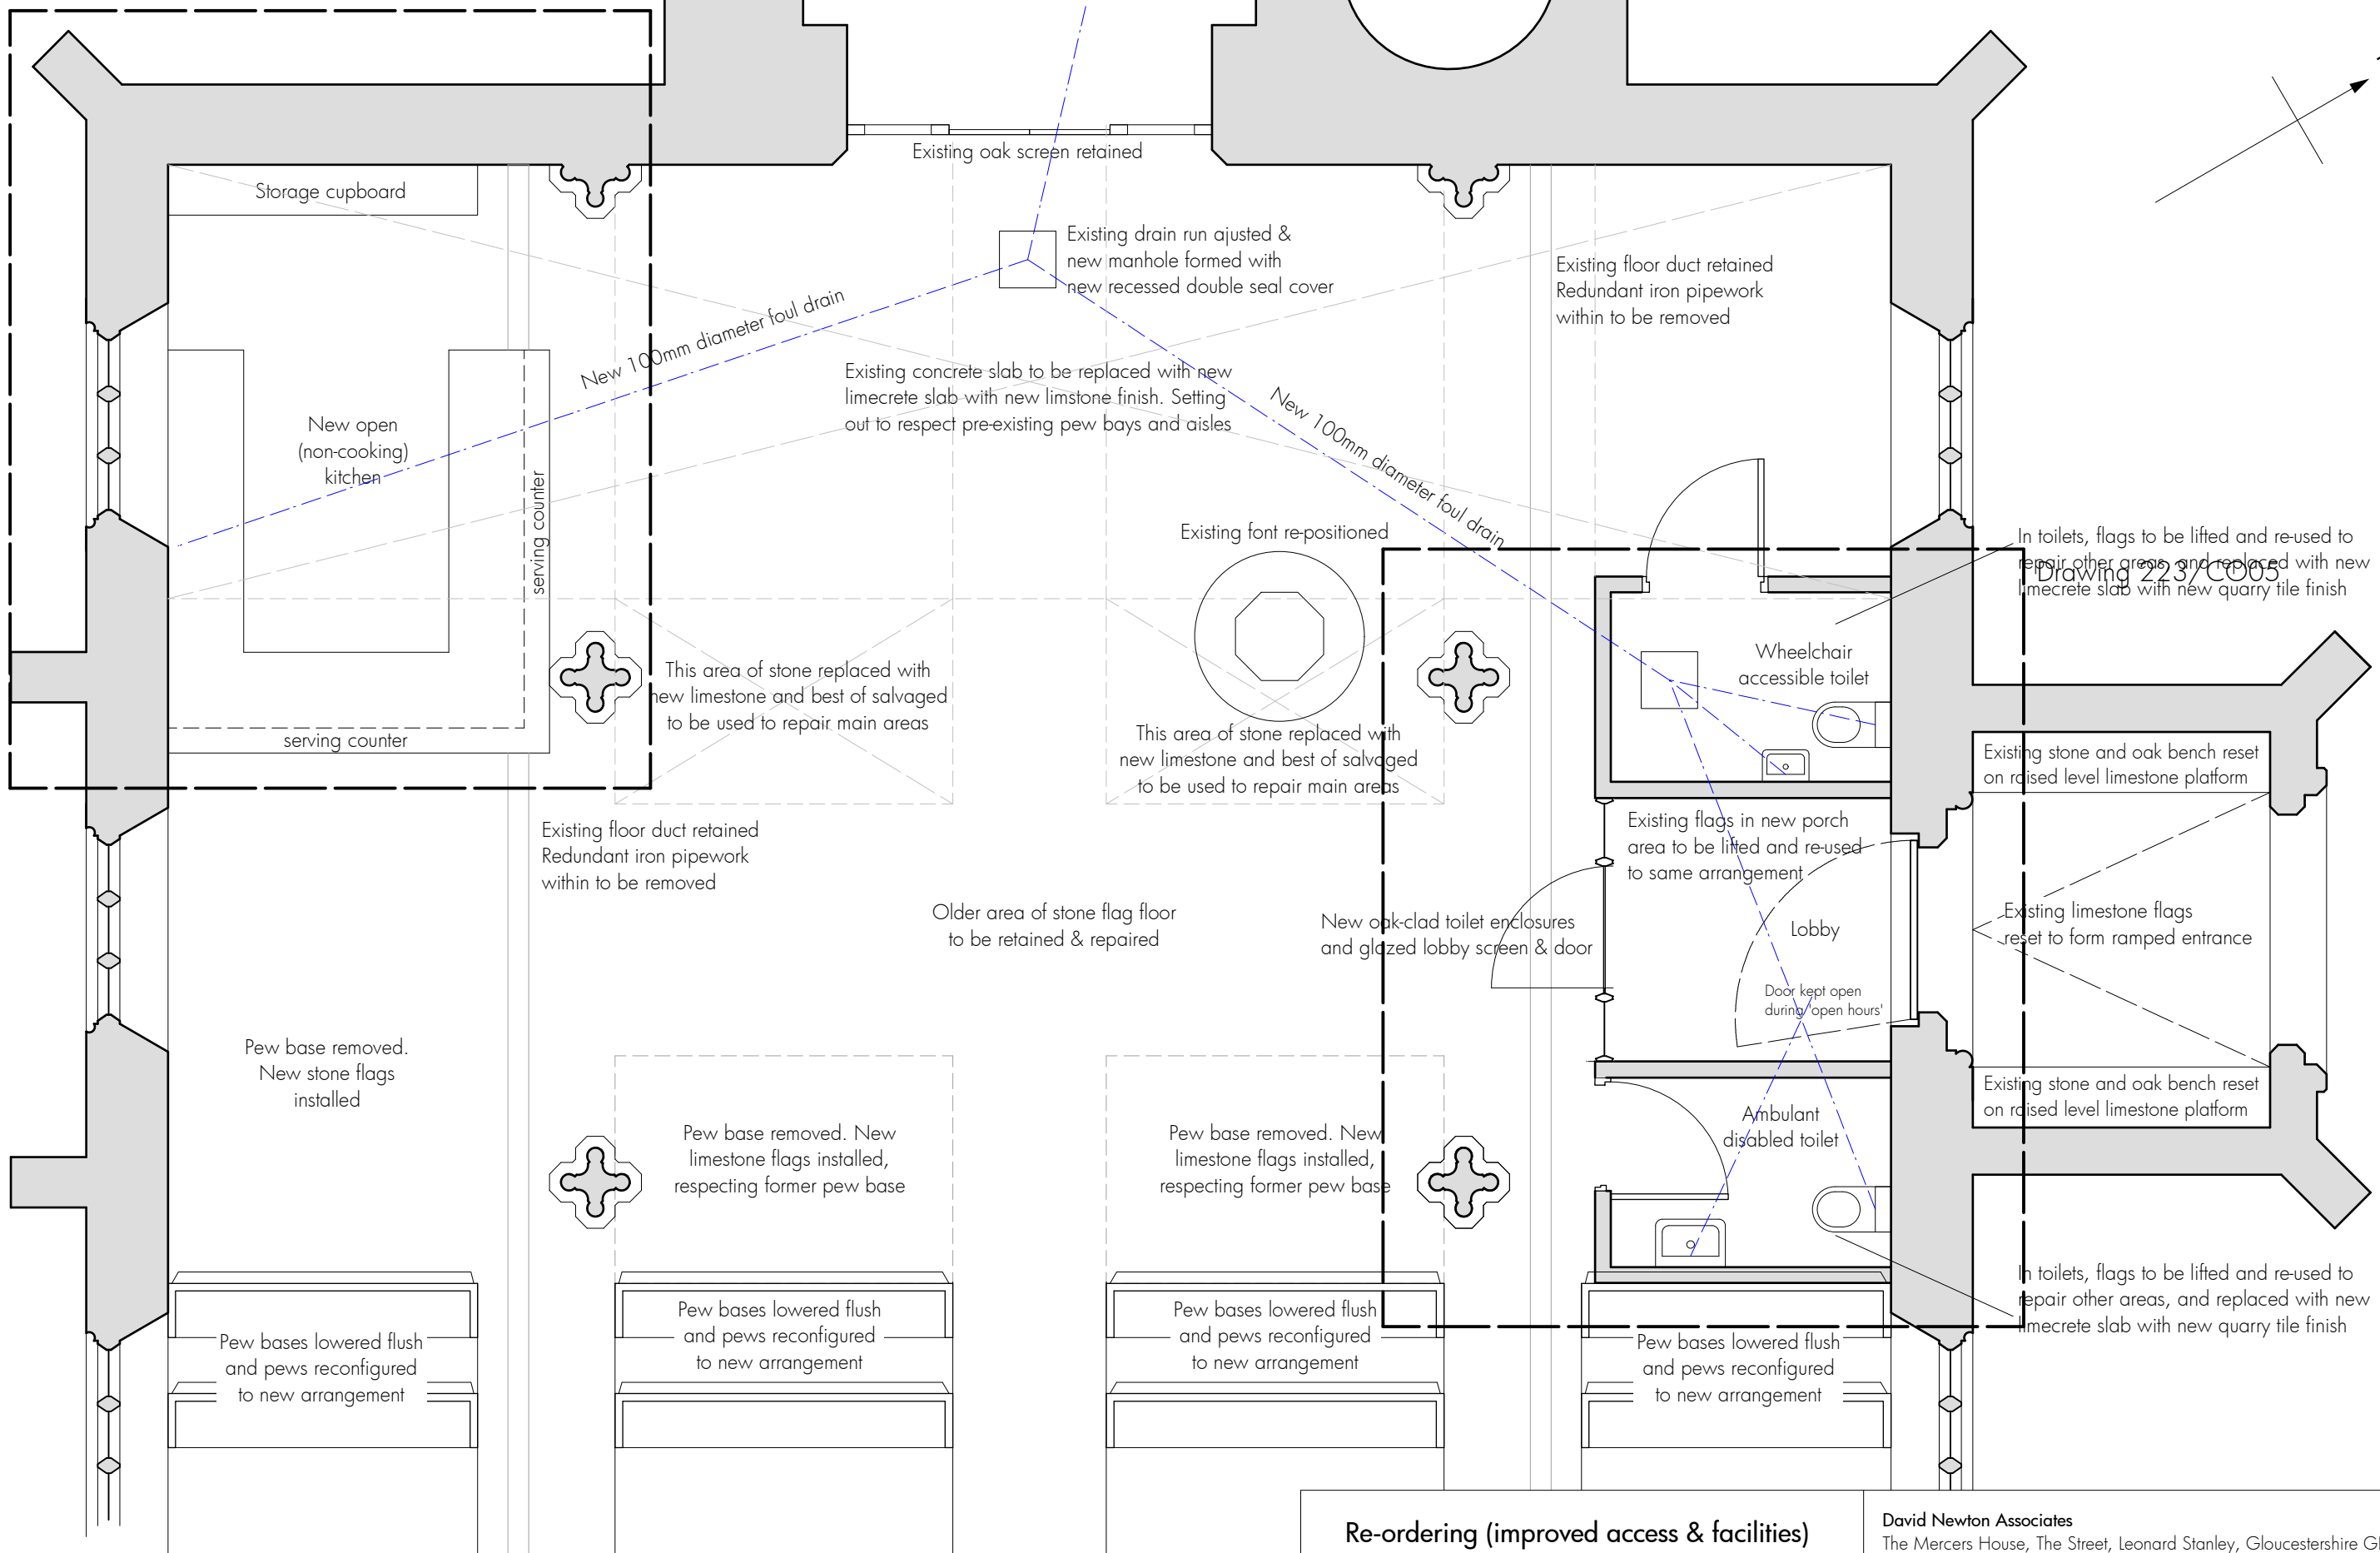 Existing oak screen retained
Storage cupboard
Existing drain run ajusted &
new manhole formed with
new recessed double seal cover
Existing floor duct retained
Redundant iron pipework
within to be removed
New 100mm diameter foul drain
Existing concrete slab to be replaced with new
limecrete slab with new limstone finish. Setting
out to respect pre-existing pew bays and aisles
New 100mm diameter foul drain
New open
(non-cooking)
kitchen
serving counter
serving counter
Existing font re-positioned
In toilets, flags to be lifted and re-used to
repair other areas, and replaced with new
limecrete slab with new quarry tile finish
Drawing 223/CO05
Wheelchair
accessible toilet
This area of stone replaced with
new limestone and best of salvaged
to be used to repair main areas
This area of stone replaced with
new limestone and best of salvaged
to be used to repair main areas
Existing stone and oak bench reset
on raised level limestone platform
Existing floor duct retained
Redundant iron pipework
within to be removed
Existing flags in new porch
area to be lifted and re-used
to same arrangement
Older area of stone flag floor
to be retained & repaired
New oak-clad toilet enclosures
and glazed lobby screen & door
Lobby
Existing limestone flags
reset to form ramped entrance
Door kept open
during 'open hours'
Pew base removed.
New stone flags
installed
Existing stone and oak bench reset
on raised level limestone platform
Ambulant
disabled toilet
Pew base removed. New
limestone flags installed,
respecting former pew base
Pew base removed. New
limestone flags installed,
respecting former pew base
In toilets, flags to be lifted and re-used to
repair other areas, and replaced with new
limecrete slab with new quarry tile finish
Pew bases lowered flush
and pews reconfigured
to new arrangement
Pew bases lowered flush
and pews reconfigured
to new arrangement
Pew bases lowered flush
and pews reconfigured
to new arrangement
Pew bases lowered flush
and pews reconfigured
to new arrangement
Re-ordering (improved access & facilities)
David Newton Associates
The Mercers House, The Street, Leonard Stanley, Gloucestershire